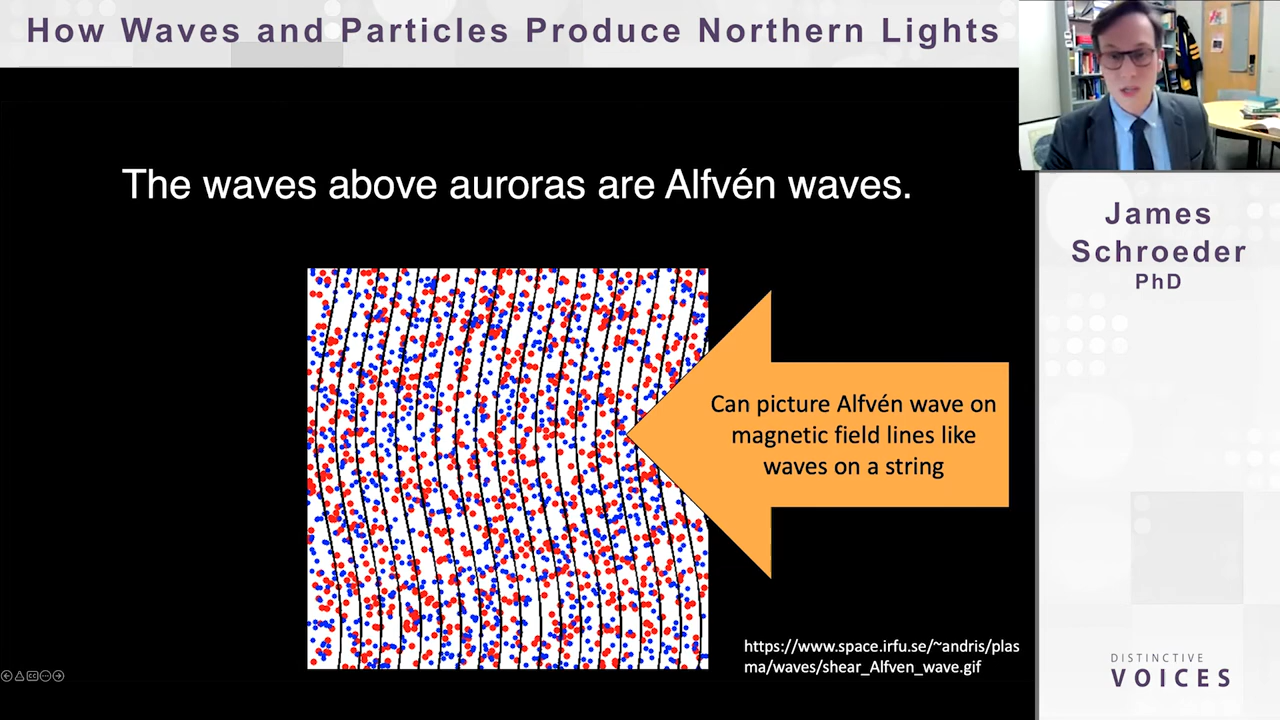 How Waves and Particles Produce Northern Lights
The waves above auroras are Alfvén waves.
Can picture Alfvén wave on
magnetic field lines like
waves on a string
https://www.space.irfu.se/~andris/plas
ma/waves/shear_Alfven_wave.gif
James
Schroeder
PhD
DISTINCTIVE
VOICES